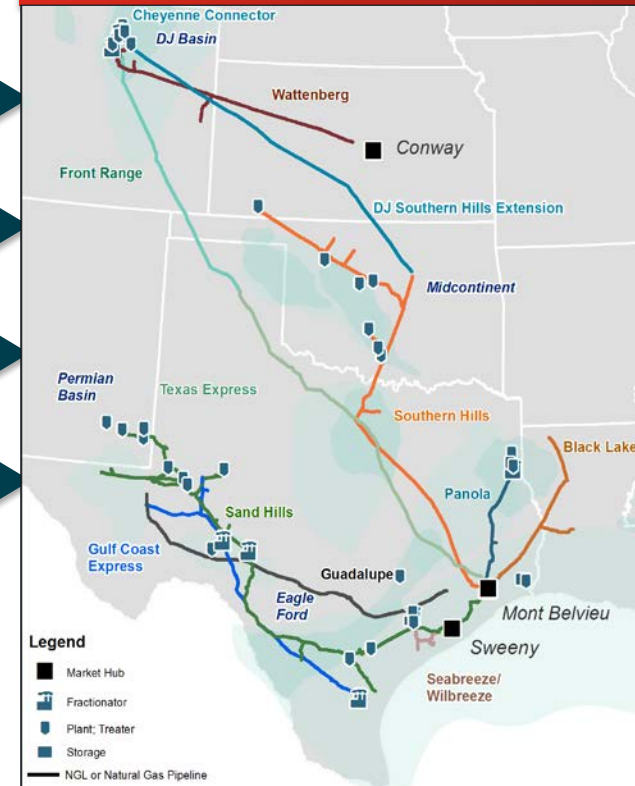 Cheyenne Connector
DJ Basin
Wattenberg
Conway
Front Range
DJ Southern Hills Extension
Midcontinent
Permian
Basin
Texas Express
Southern Hills
Black Lake
Panola
Sand Hills
Gulf Coast
Express
Guadalupe
Eagle
Ford
Mont Belvieu
Sweeny
Seabreeze/
Wilbreeze
Legend
Market Hub
Fractionator
Plant; Treater
Storage
NGL or Natural Gas Pipeline